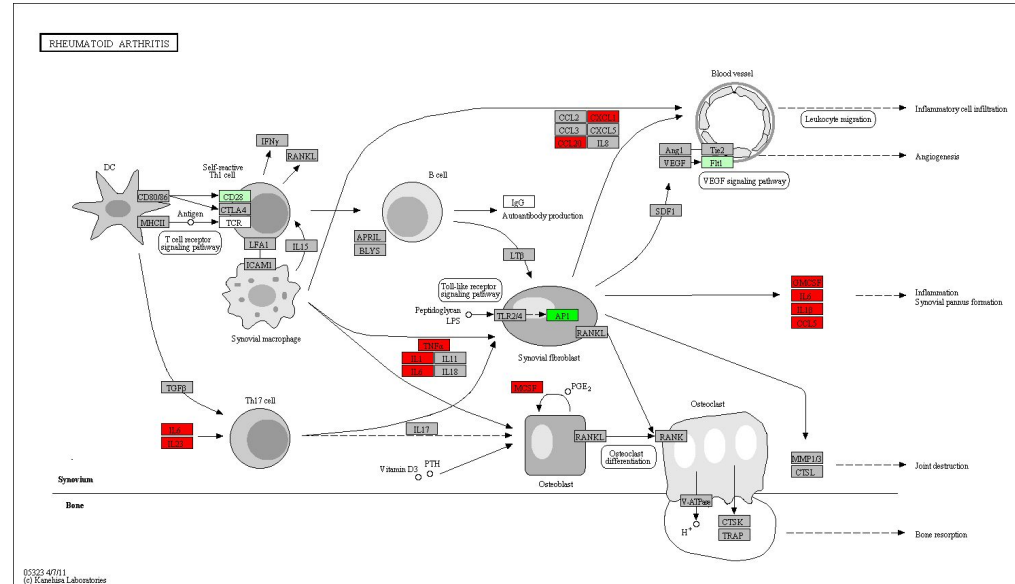 RHEUMATOID ARTHRITIS
Blood vessel
CCL2 CXCL1
CCL3 CXCL5
CCL20 IL8
Inflammatory cell infiltration
Leukocyte migration
IFNγ
RANKL
Ang1 Tie2
VEGF Flt1
Angiogenesis
VEGF signaling pathway
DC
Self-reactive
Th1 cell
B cell
CD80/86 CD28
CTLA4
Antigen
MHCII TCR
T cell receptor
signaling pathway
IgG
Autoantibody production
SDF1
LFA1
IL15
APRIL
BLYS
ICAM1
LTβ
Toll-like receptor
signaling pathway
GMCSF
IL6
Inflammation
Synovial pannus formation
CCL5
Peptidoglycan
LPS
TLR2/4 AP1
RANKL
Synovial macrophage
Synovial fibroblast
TNFα
IL1 IL11
IL6 IL18
MCSF
PGE2
TGFβ
Th17 cell
Osteoclast
IL6
IL23
IL17
RANKL RANK
Osteoclast
differentiation
Vitamin D3
PTH
Osteoblast
MMP1/3
CTSL
Joint destruction
Synovium
Bone
V-ATPase
H+
CTSK
TRAP
Bone resorption
05323 4/7/11
(c) Kanehisa Laboratories